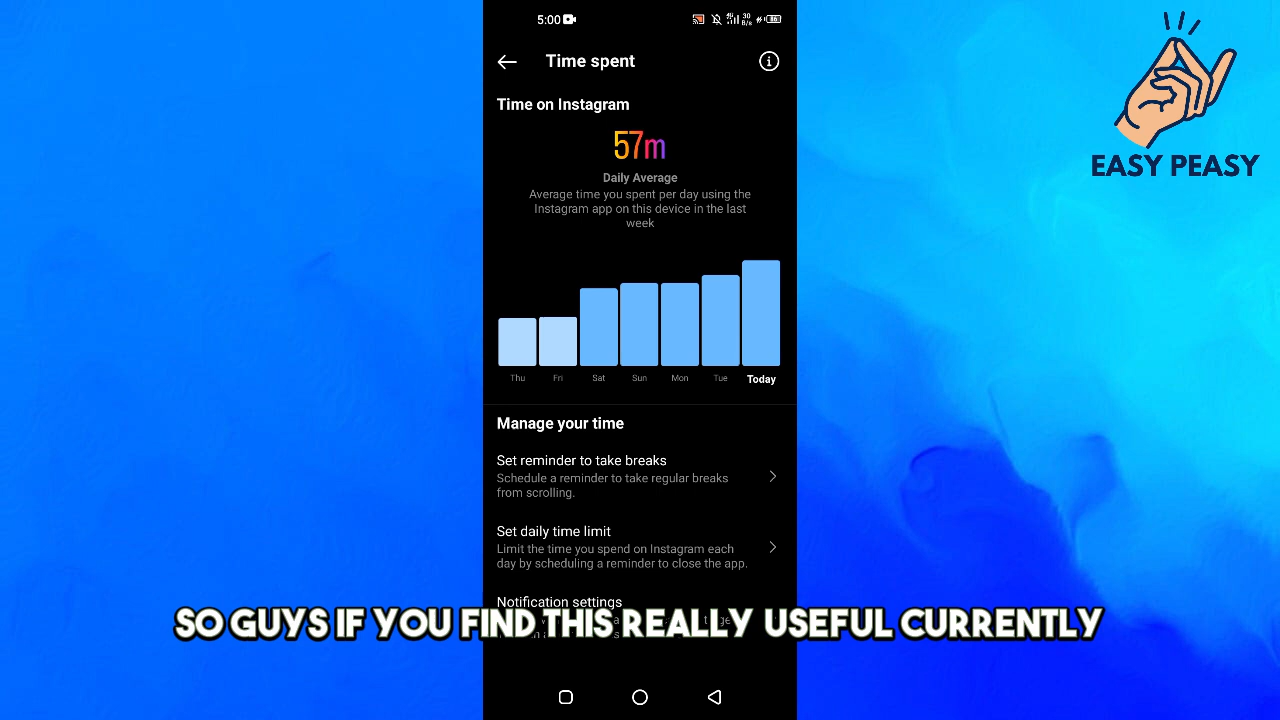 5:00
30
B/s
86
Time spent
EASY PEASY
Time on Instagram
57m
Daily Average
Average time you spent per day using the
Instagram app on this device in the last
week
Thu Fri Sat Sun Mon Tue Today
Manage your time
Set reminder to take breaks
Schedule a reminder to take regular breaks
from scrolling.
Set daily time limit
Limit the time you spend on Instagram each
day by scheduling a reminder to close the app.
Notification settings
SO GUYS IF YOU FIND THIS REALLY USEFUL CURRENTLY